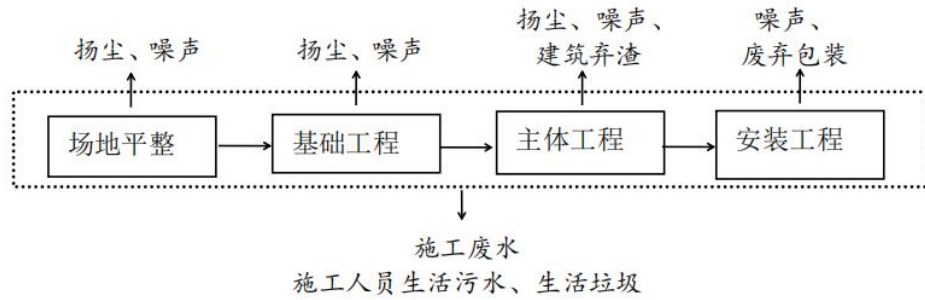 扬尘、噪声
扬尘、噪声
扬尘、噪声、
建筑弃渣
噪声、
废弃包装
场地平整
基础工程
主体工程
安装工程
施工废水
施工人员生活污水、生活垃圾